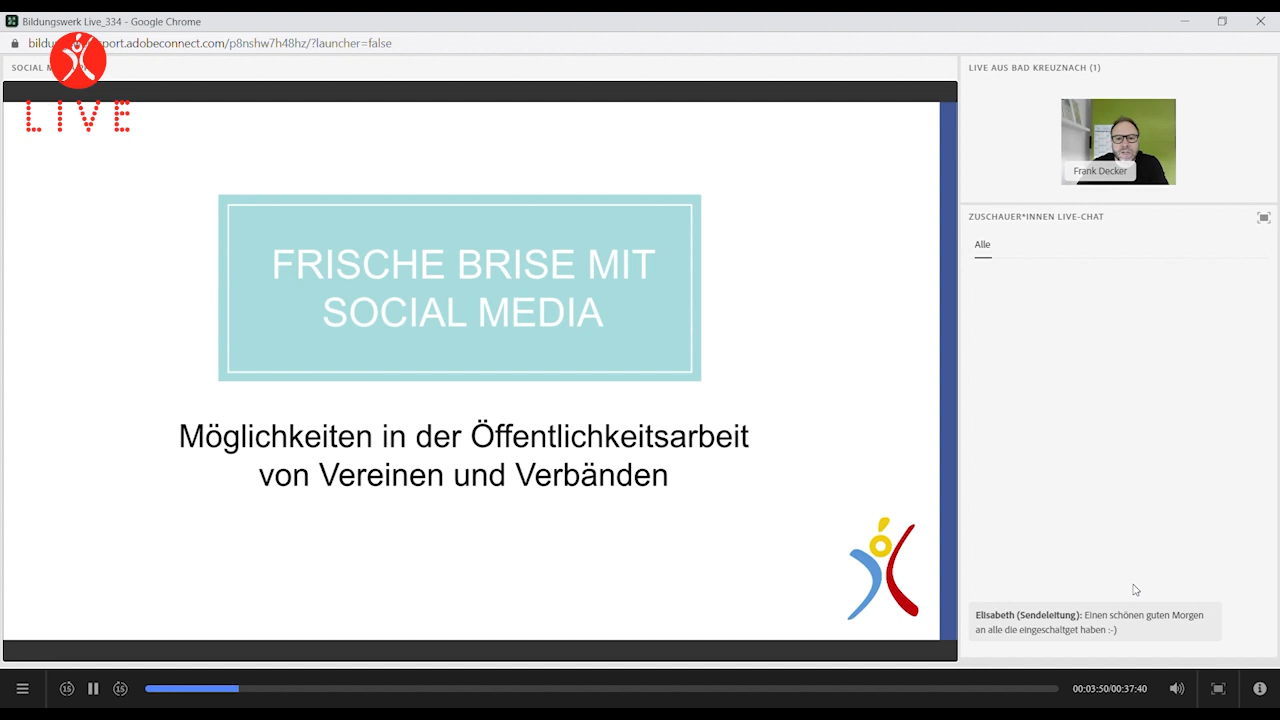 Bildungswerk Live_334 - Google Chrome
port.adobeconnect.com/p8nshw7h48hz/?launcher=false
SOCIAL
LIVE
FRISCHE BRISE MIT
SOCIAL MEDIA
Möglichkeiten in der Öffentlichkeitsarbeit
von Vereinen und Verbänden
LIVE AUS BAD KREUZNACH (1)
Frank Decker
ZUSCHAUER*INNEN LIVE-CHAT
Alle
Elisabeth (Sendeleitung): Einen schönen guten Morgen
an alle die eingeschaltget haben :-)
15
15
00:03:50/00:37:40